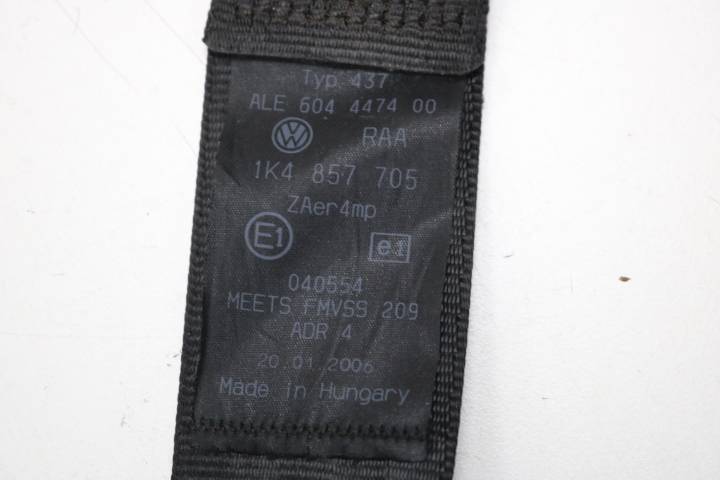 Typ 437
ALE 604 4474 00
VW RAA
1K4 857 705
ZAer4mp
E1 e1
040554
MEETS FMVSS 209
ADR 4
20.01.2006
Made in Hungary